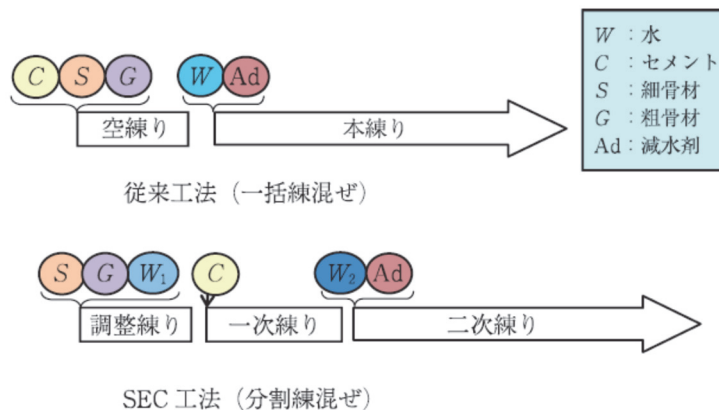 W：水
C：セメント
S：細骨材
G：粗骨材
Ad：減水剤
C S G W Ad
空練り 本練り
従来工法（一括練混ぜ）
S G W₁ C W₂ Ad
調整練り 一次練り 二次練り
SEC 工法（分割練混ぜ）